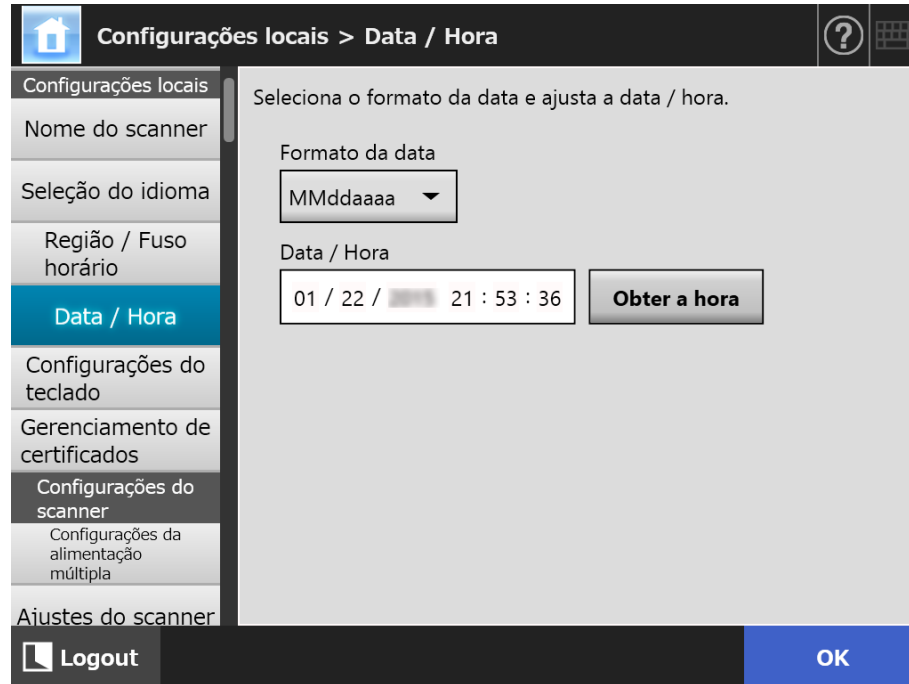 Configurações locais > Data / Hora
Configurações locais
Nome do scanner
Seleção do idioma
Região / Fuso
horário
Data / Hora
Configurações do
teclado
Gerenciamento de
certificados
Configurações do
scanner
Configurações da
alimentação
múltipla
Ajustes do scanner
Seleciona o formato da data e ajusta a data / hora.
Formato da data
MMddaaaa
Data / Hora
01 / 22 / 21 : 53 : 36
Obter a hora
Logout
OK